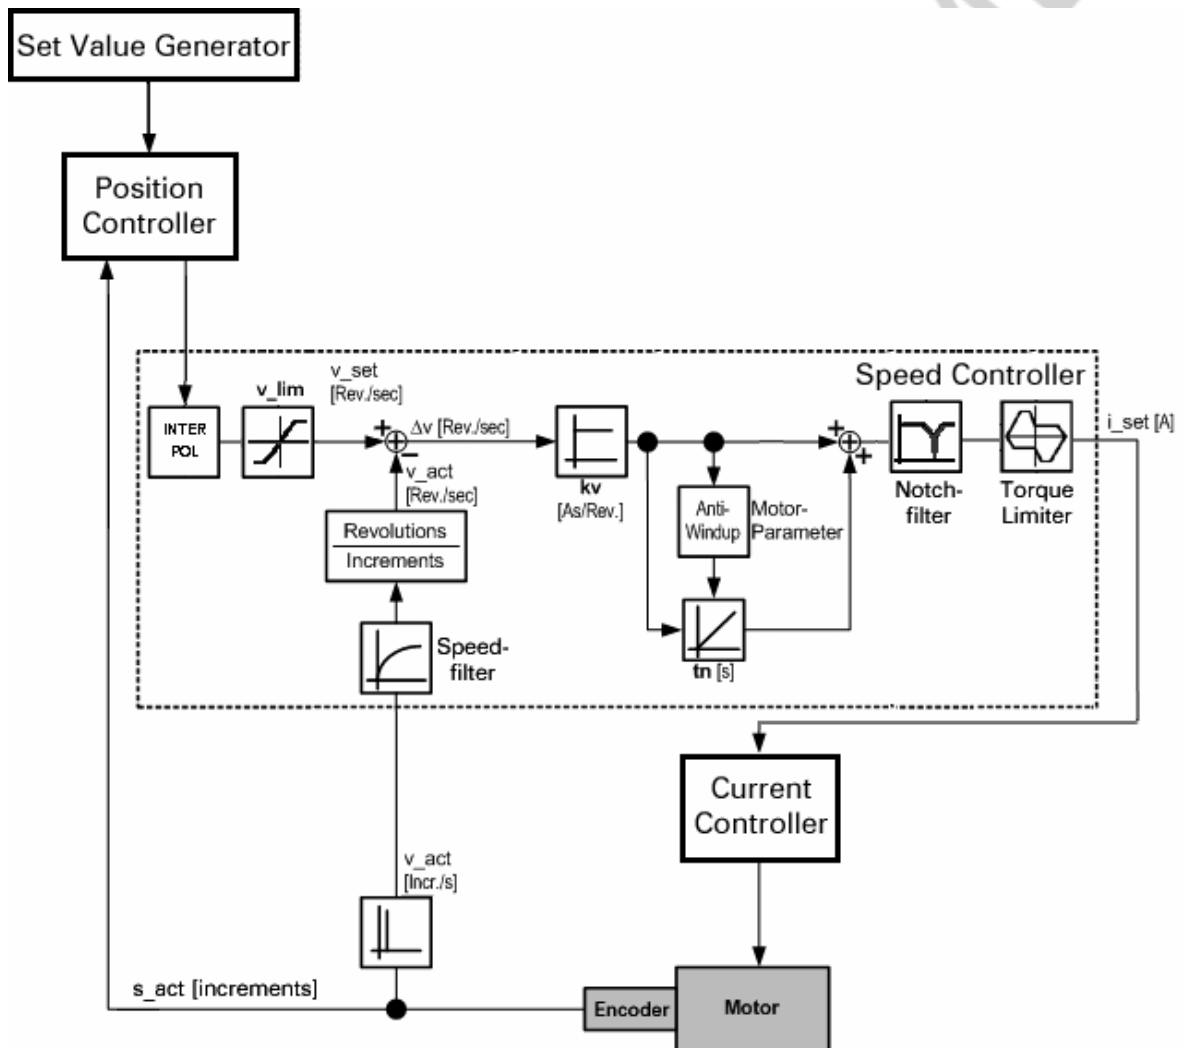 Set Value Generator
Position
Controller
v_set
[Rev./sec]
v_lim
Speed Controller
INTER
POL
+
-
Δv [Rev./sec]
v_act
[Rev./sec]
kv
[As/Rev.]
+
+
i_set [A]
Notch-
filter
Torque
Limiter
Anti-
Windup
Motor-
Parameter
Revolutions
Increments
Speed-
filter
tn [s]
Current
Controller
v_act
[Incr./s]
s_act [increments]
Encoder
Motor